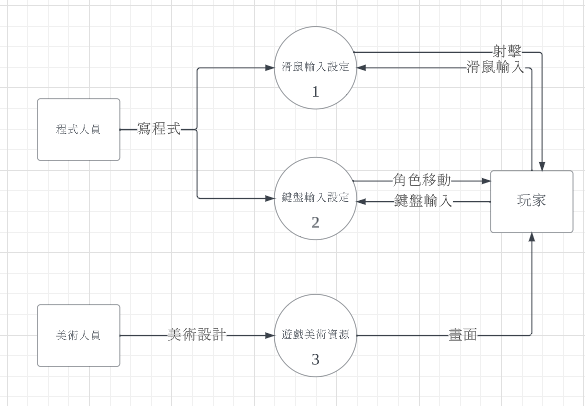 射擊
滑鼠輸入設定
滑鼠輸入
1
程式人員
寫程式
角色移動
鍵盤輸入設定
鍵盤輸入
玩家
2
美術人員
美術設計
遊戲美術資源
畫面
3